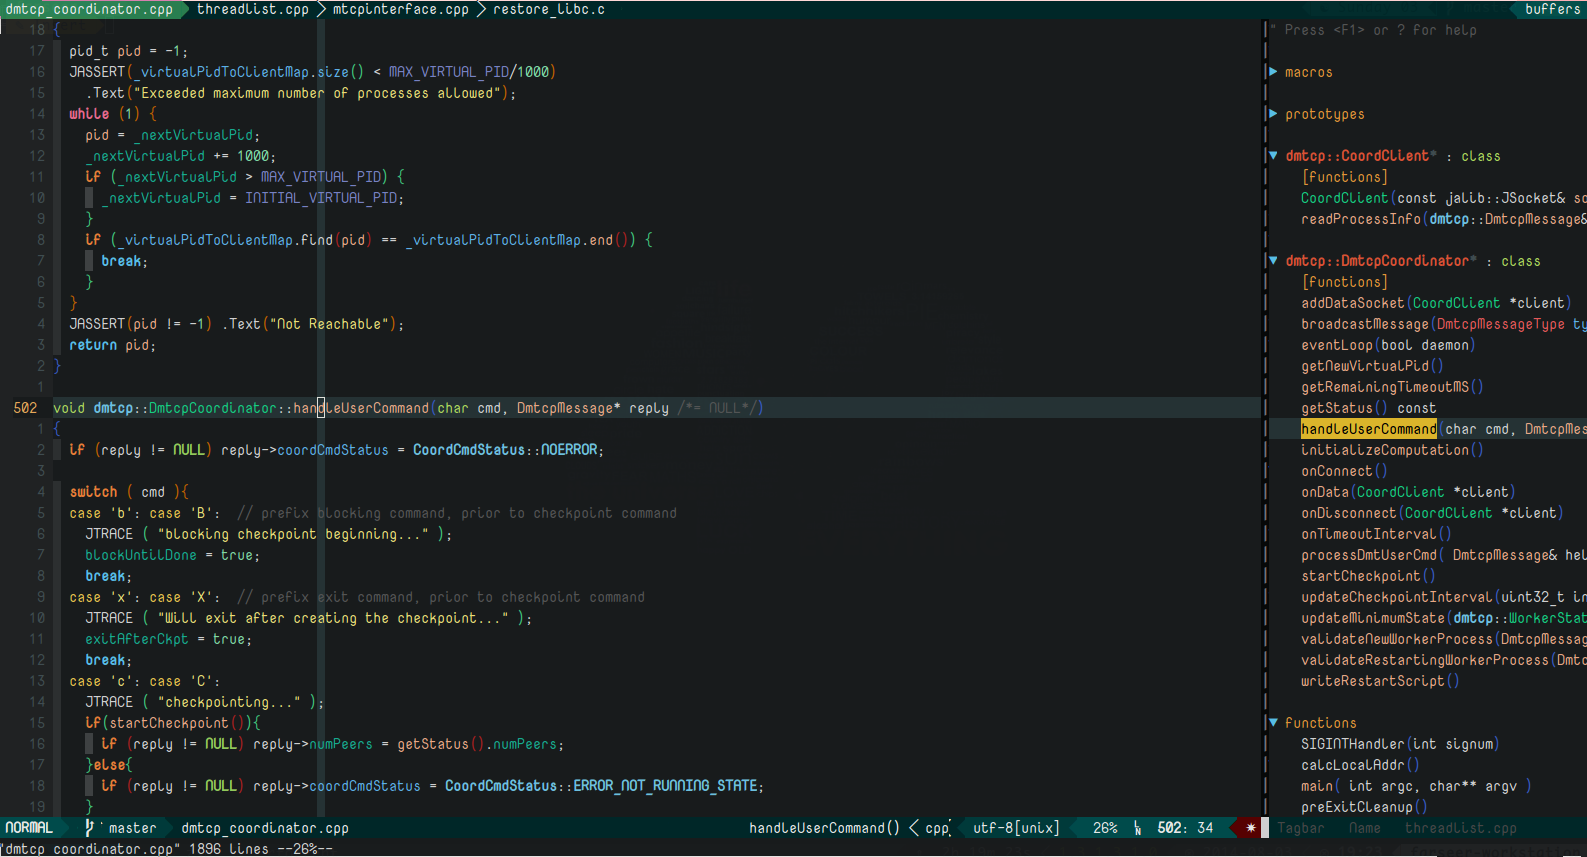 dmtcp_coordinator.cpp threadlist.cpp mtcpinterface.cpp restore_libc.c buffers
18 {
17 pid_t pid = -1;
16 JASSERT(_virtualPidToClientMap.size() < MAX_VIRTUAL_PID/1000)
15 .Text("Exceeded maximum number of processes allowed");
14 while (1) {
13 pid = _nextVirtualPid;
12 _nextVirtualPid += 1000;
11 if (_nextVirtualPid > MAX_VIRTUAL_PID) {
10 _nextVirtualPid = INITIAL_VIRTUAL_PID;
9 }
8 if (_virtualPidToClientMap.find(pid) == _virtualPidToClientMap.end()) {
7 break;
6 }
5 }
4 JASSERT(pid != -1) .Text("Not Reachable");
3 return pid;
2 }
1
502 void dmtcp::DmtcpCoordinator::handleUserCommand(char cmd, DmtcpMessage* reply /*= NULL*/)
1 {
2 if (reply != NULL) reply->coordCmdStatus = CoordCmdStatus::NOERROR;
3
4 switch ( cmd ){
5 case 'b': case 'B': // prefix blocking command, prior to checkpoint command
6 JTRACE ( "blocking checkpoint beginning..." );
7 blockUntilDone = true;
8 break;
9 case 'x': case 'X': // prefix exit command, prior to checkpoint command
10 JTRACE ( "Will exit after creating the checkpoint..." );
11 exitAfterCkpt = true;
12 break;
13 case 'c': case 'C':
14 JTRACE ( "checkpointing..." );
15 if(startCheckpoint()){
16 if (reply != NULL) reply->numPeers = getStatus().numPeers;
17 }else{
18 if (reply != NULL) reply->coordCmdStatus = CoordCmdStatus::ERROR_NOT_RUNNING_STATE;
19 }
" Press <F1> or ? for help
▶ macros
▶ prototypes
▼ dmtcp::CoordClient* : class
[functions]
CoordClient(const jalib::JSocket& so
readProcessInfo(dmtcp::DmtcpMessage&
▼ dmtcp::DmtcpCoordinator* : class
[functions]
addDataSocket(CoordClient *client)
broadcastMessage(DmtcpMessageType ty
eventLoop(bool daemon)
getNewVirtualPid()
getRemainingTimeoutMS()
getStatus() const
handleUserCommand(char cmd, DmtcpMes
initializeComputation()
onConnect()
onData(CoordClient *client)
onDisconnect(CoordClient *client)
onTimeoutInterval()
processDmtUserCmd( DmtcpMessage& hel
startCheckpoint()
updateCheckpointInterval(uint32_t in
updateMinimumState(dmtcp::WorkerStat
validateNewWorkerProcess(DmtcpMessag
validateRestartingWorkerProcess(Dmtc
writeRestartScript()
▼ functions
SIGINTHandler(int signum)
calcLocalAddr()
main( int argc, char** argv )
preExitCleanup()
NORMAL master dmtcp_coordinator.cpp handleUserCommand() < cpp utf-8[unix] 26% LN 502: 34 * Tagbar Name threadlist.cpp
"dmtcp_coordinator.cpp" 1896 lines --26%--